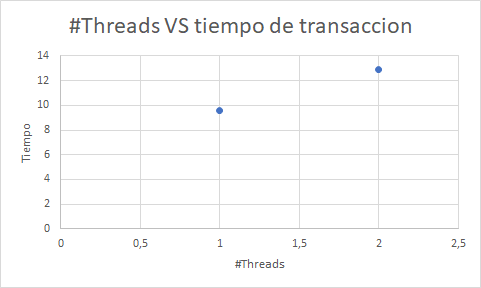 #Threads VS tiempo de transaccion
14
12
10
8
6
4
2
0
Tiempo
0 0,5 1 1,5 2 2,5
#Threads